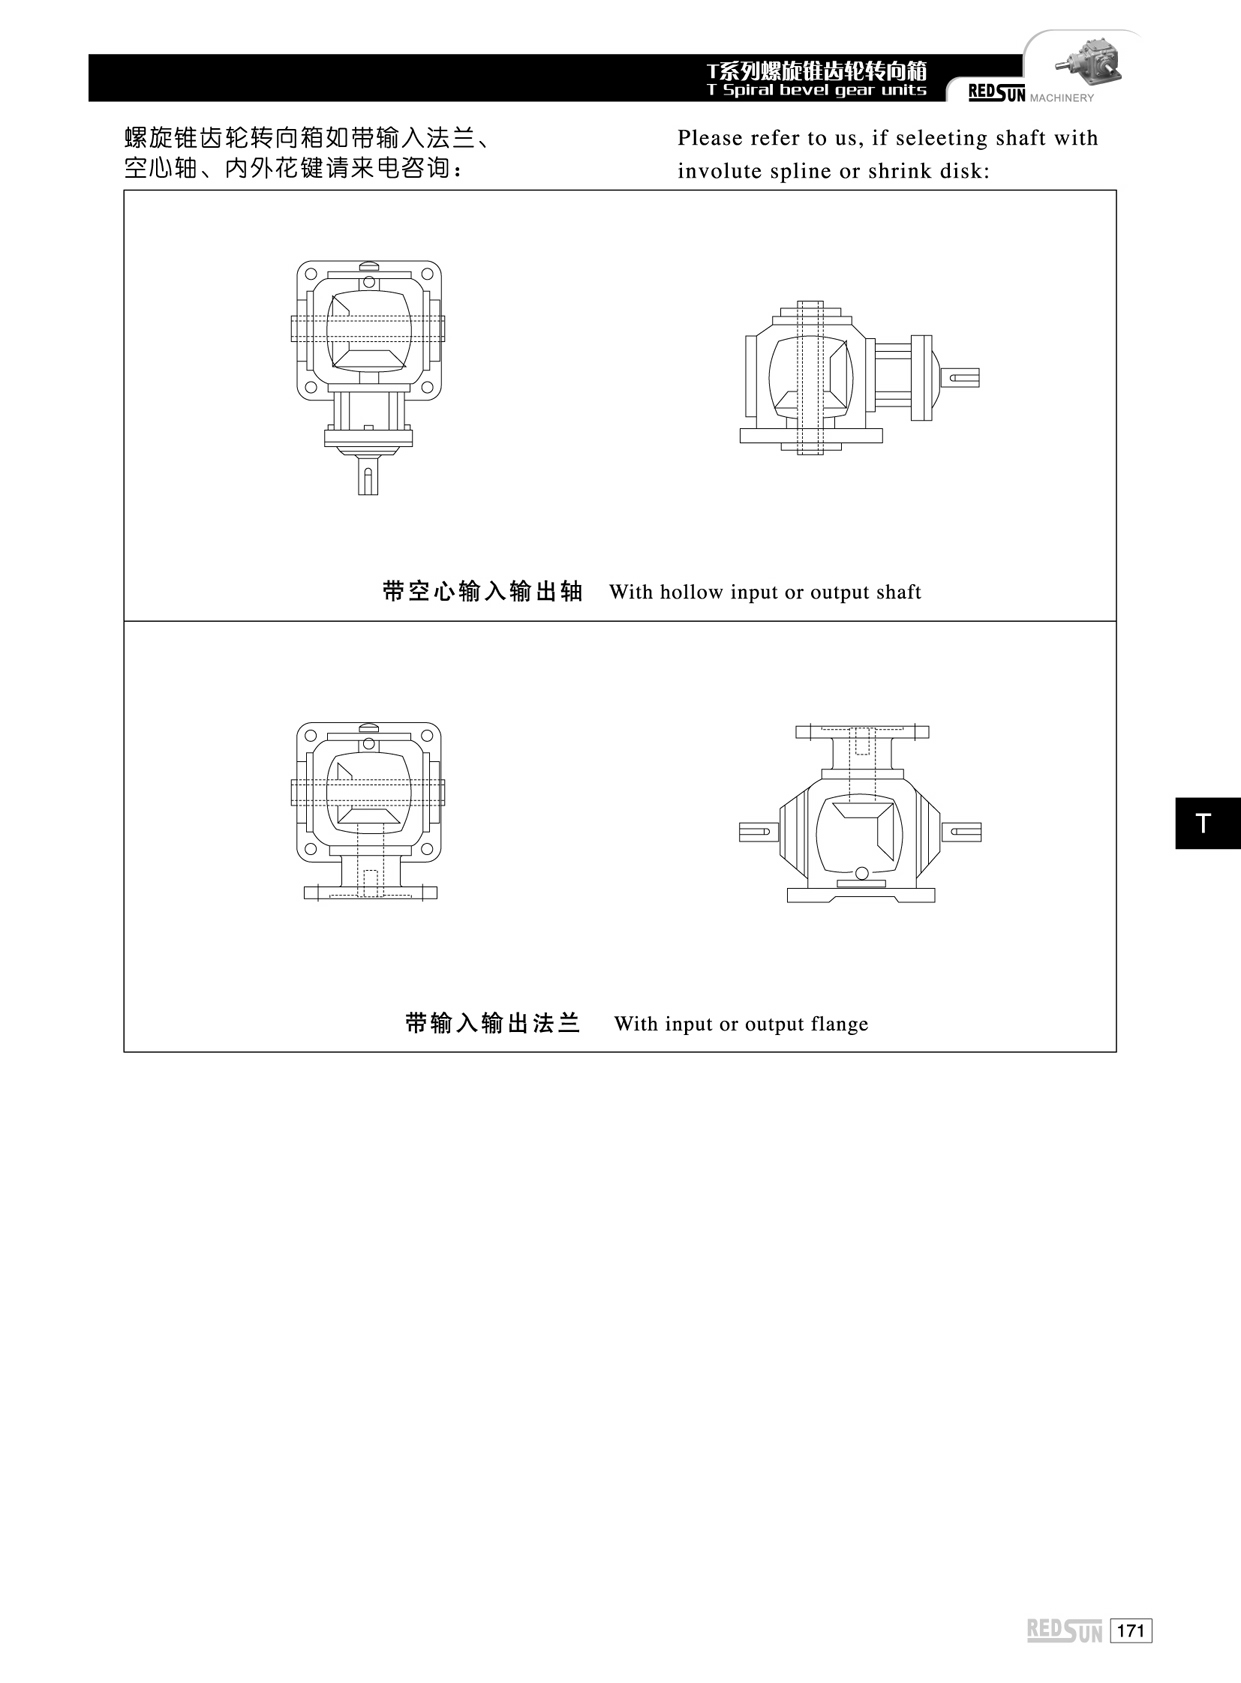 T系列螺旋锥齿轮转向箱
T Spiral bevel gear units
REDSUN MACHINERY
螺旋锥齿轮转向箱如带输入法兰、
空心轴、内外花键请来电咨询：
Please refer to us, if seleeting shaft with
involute spline or shrink disk:
带空心输入输出轴 With hollow input or output shaft
T
带输入输出法兰 With input or output flange
REDSUN 171